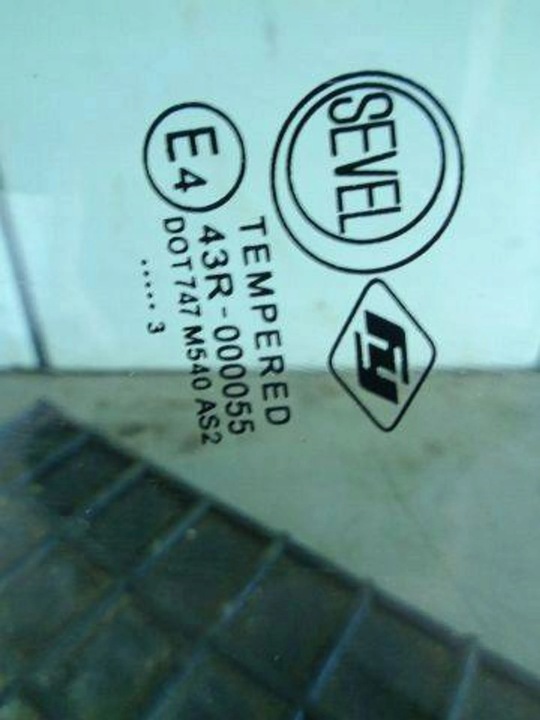 SEVEL
TEMPERED
E4
43R-000055
DOT747 M540 AS2
..... 3